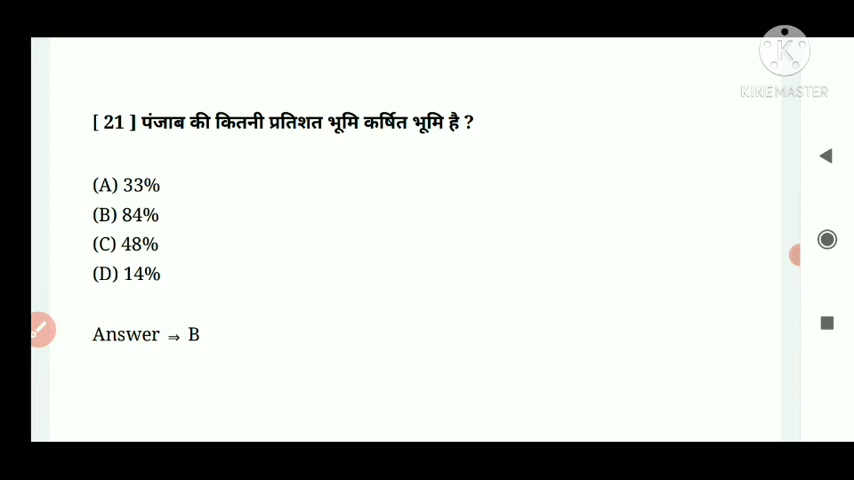 KINEMASTER
[ 21 ] पंजाब की कितनी प्रतिशत भूमि कर्षित भूमि है ?
(A) 33%
(B) 84%
(C) 48%
(D) 14%
Answer ⇒ B